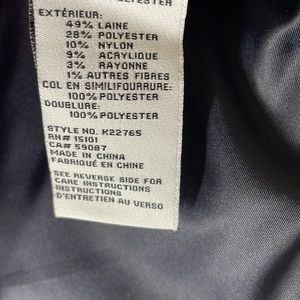 POLYESTER
EXTÉRIEUR:
49% LAINE
28% POLYESTER
10% NYLON
9% ACRYLIQUE
3% RAYONNE
1% AUTRES FIBRES
COL EN SIMILIFOURRURE:
100% POLYESTER
DOUBLURE:
100% POLYESTER
STYLE NO. K22765
RN# 15101
CA# 59087
MADE IN CHINA
FABRIQUÉ EN CHINE
*SEE REVERSE SIDE FOR
CARE INSTRUCTIONS
INSTRUCTIONS
D'ENTRETIEN AU VERSO